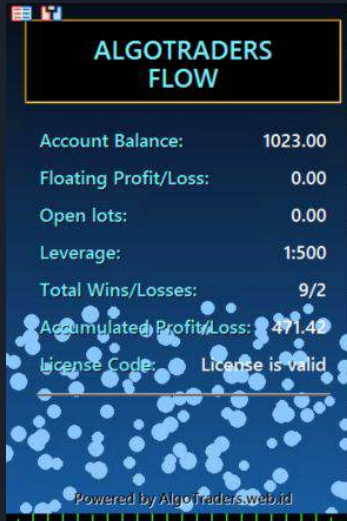 ALGOTRADERS
FLOW
Account Balance: 1023.00
Floating Profit/Loss: 0.00
Open lots: 0.00
Leverage: 1:500
Total Wins/Losses: 9/2
Accumulated Profit/Loss: 471.42
License Code: License is valid
Powered by AlgoTraders.web.id